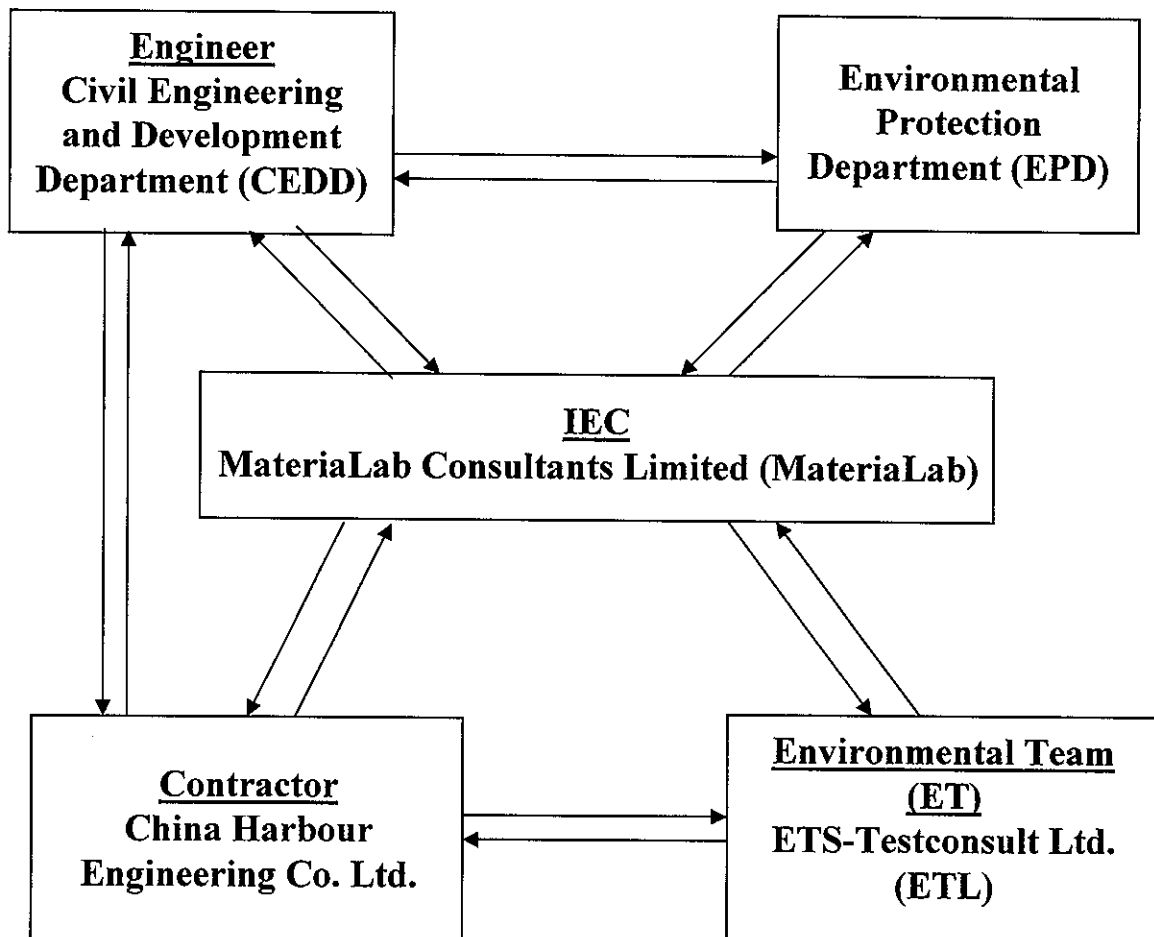 Engineer
Civil Engineering
and Development
Department (CEDD)
Environmental
Protection
Department (EPD)
IEC
MateriaLab Consultants Limited (MateriaLab)
Contractor
China Harbour
Engineering Co. Ltd.
Environmental Team
(ET)
ETS-Testconsult Ltd.
(ETL)